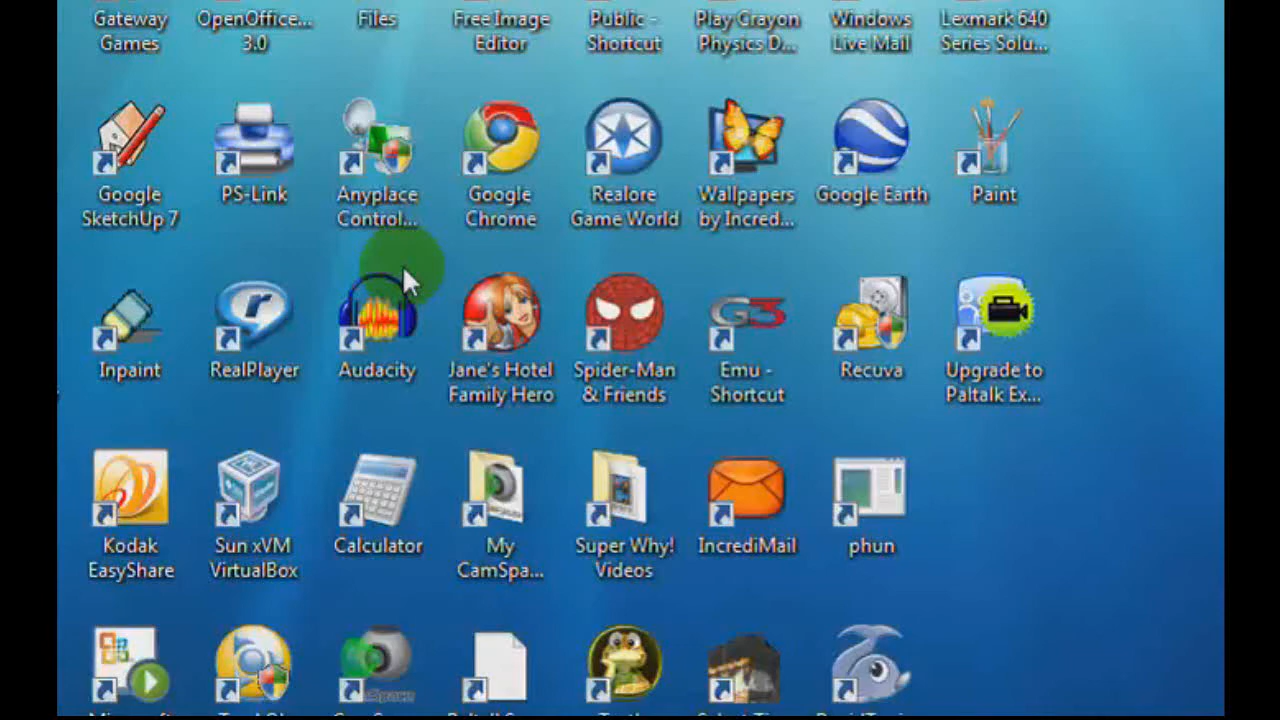 Gateway
Games
OpenOffice...
3.0
Files
Free Image
Editor
Public -
Shortcut
Play Crayon
Physics D...
Windows
Live Mail
Lexmark 640
Series Solu...
Google
SketchUp 7
PS-Link
Anyplace
Control...
Google
Chrome
Realore
Game World
Wallpapers
by Incred...
Google Earth
Paint
Inpaint
RealPlayer
Audacity
Jane's Hotel
Family Hero
Spider-Man
& Friends
G3
Emu -
Shortcut
Recuva
Upgrade to
Paltalk Ex...
Kodak
EasyShare
Sun xVM
VirtualBox
Calculator
My
CamSpa...
Super Why!
Videos
IncrediMail
phun